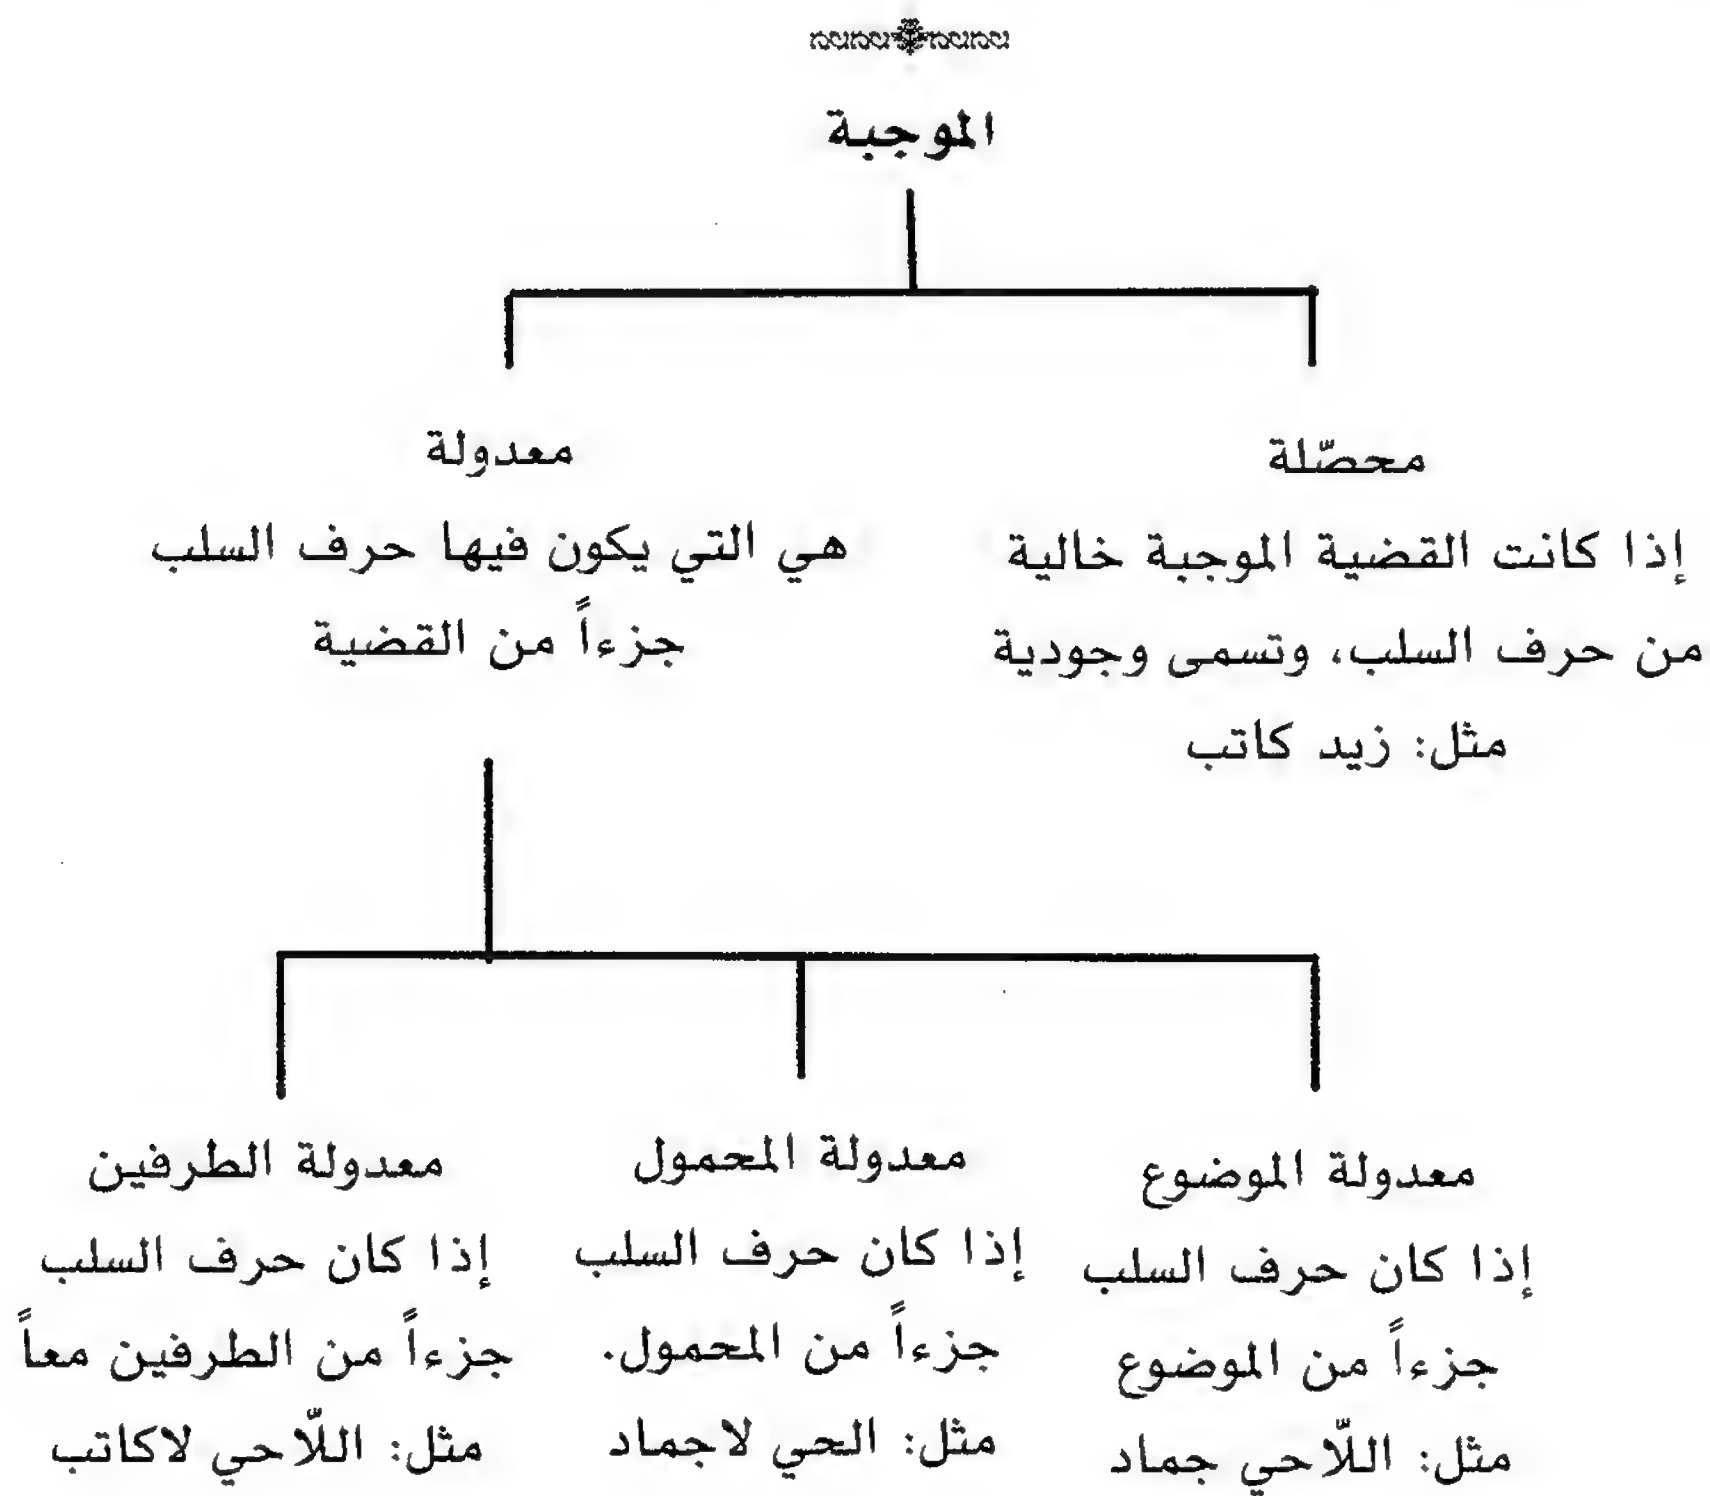 الموجبة
محصّلة
إذا كانت القضية الموجبة خالية
من حرف السلب، وتسمى وجودية
مثل: زيد كاتب
معدولة
هي التي يكون فيها حرف السلب
جزءاً من القضية
معدولة الموضوع
إذا كان حرف السلب
جزءاً من الموضوع
مثل: اللّاحي جماد
معدولة المحمول
إذا كان حرف السلب
جزءاً من المحمول.
مثل: الحي لاجماد
معدولة الطرفين
إذا كان حرف السلب
جزءاً من الطرفين معاً
مثل: اللّاحي لاكاتب